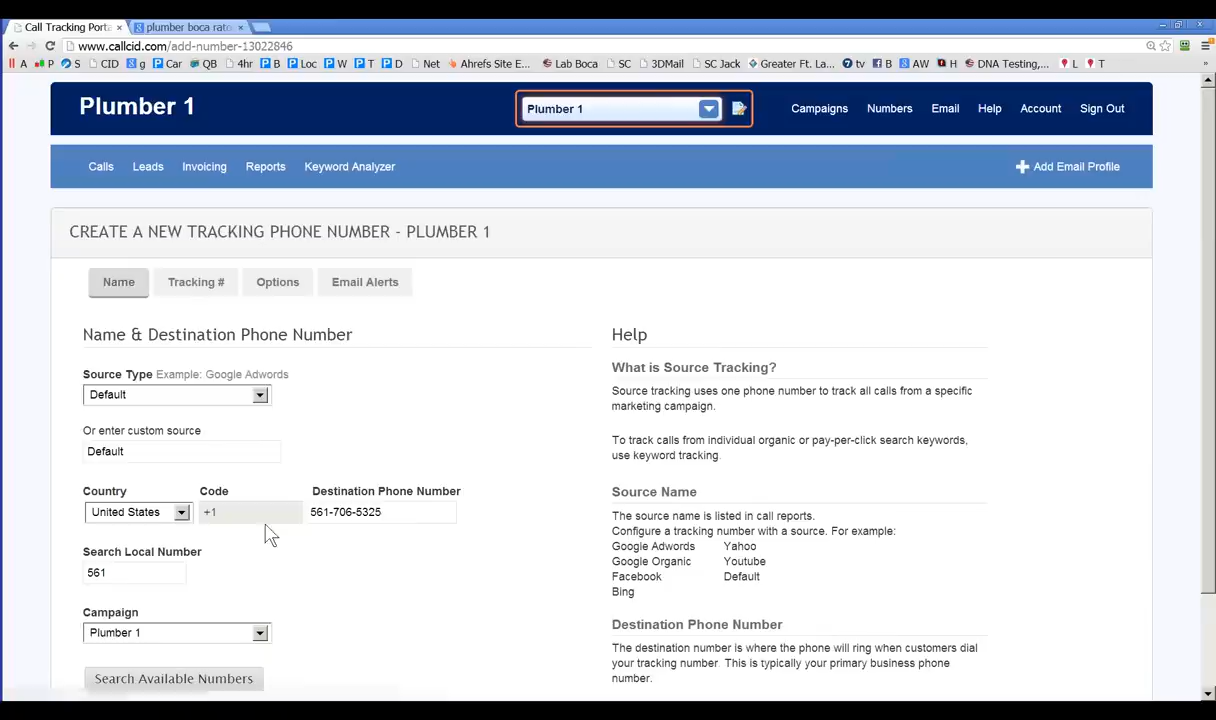 Call Tracking Porta × plumber boca rato ×
www.callcid.com/add-number-13022846
A P S CID g P Car QB 4hr P B P Loc P W P T P D Net Ahrefs Site E... Lab Boca SC 3DMail SC Jack Greater Ft. La... tv B AW H DNA Testing,... L T »
Plumber 1 Plumber 1 Campaigns Numbers Email Help Account Sign Out
Calls Leads Invoicing Reports Keyword Analyzer Add Email Profile
CREATE A NEW TRACKING PHONE NUMBER - PLUMBER 1
Name Tracking # Options Email Alerts
Name & Destination Phone Number
Source Type Example: Google Adwords
Default
Or enter custom source
Default
Country Code Destination Phone Number
United States +1 561-706-5325
Search Local Number
561
Campaign
Plumber 1
Search Available Numbers
Help
What is Source Tracking?
Source tracking uses one phone number to track all calls from a specific
marketing campaign.
To track calls from individual organic or pay-per-click search keywords,
use keyword tracking.
Source Name
The source name is listed in call reports.
Configure a tracking number with a source. For example:
Google Adwords Yahoo
Google Organic Youtube
Facebook Default
Bing
Destination Phone Number
The destination number is where the phone will ring when customers dial
your tracking number. This is typically your primary business phone
number.